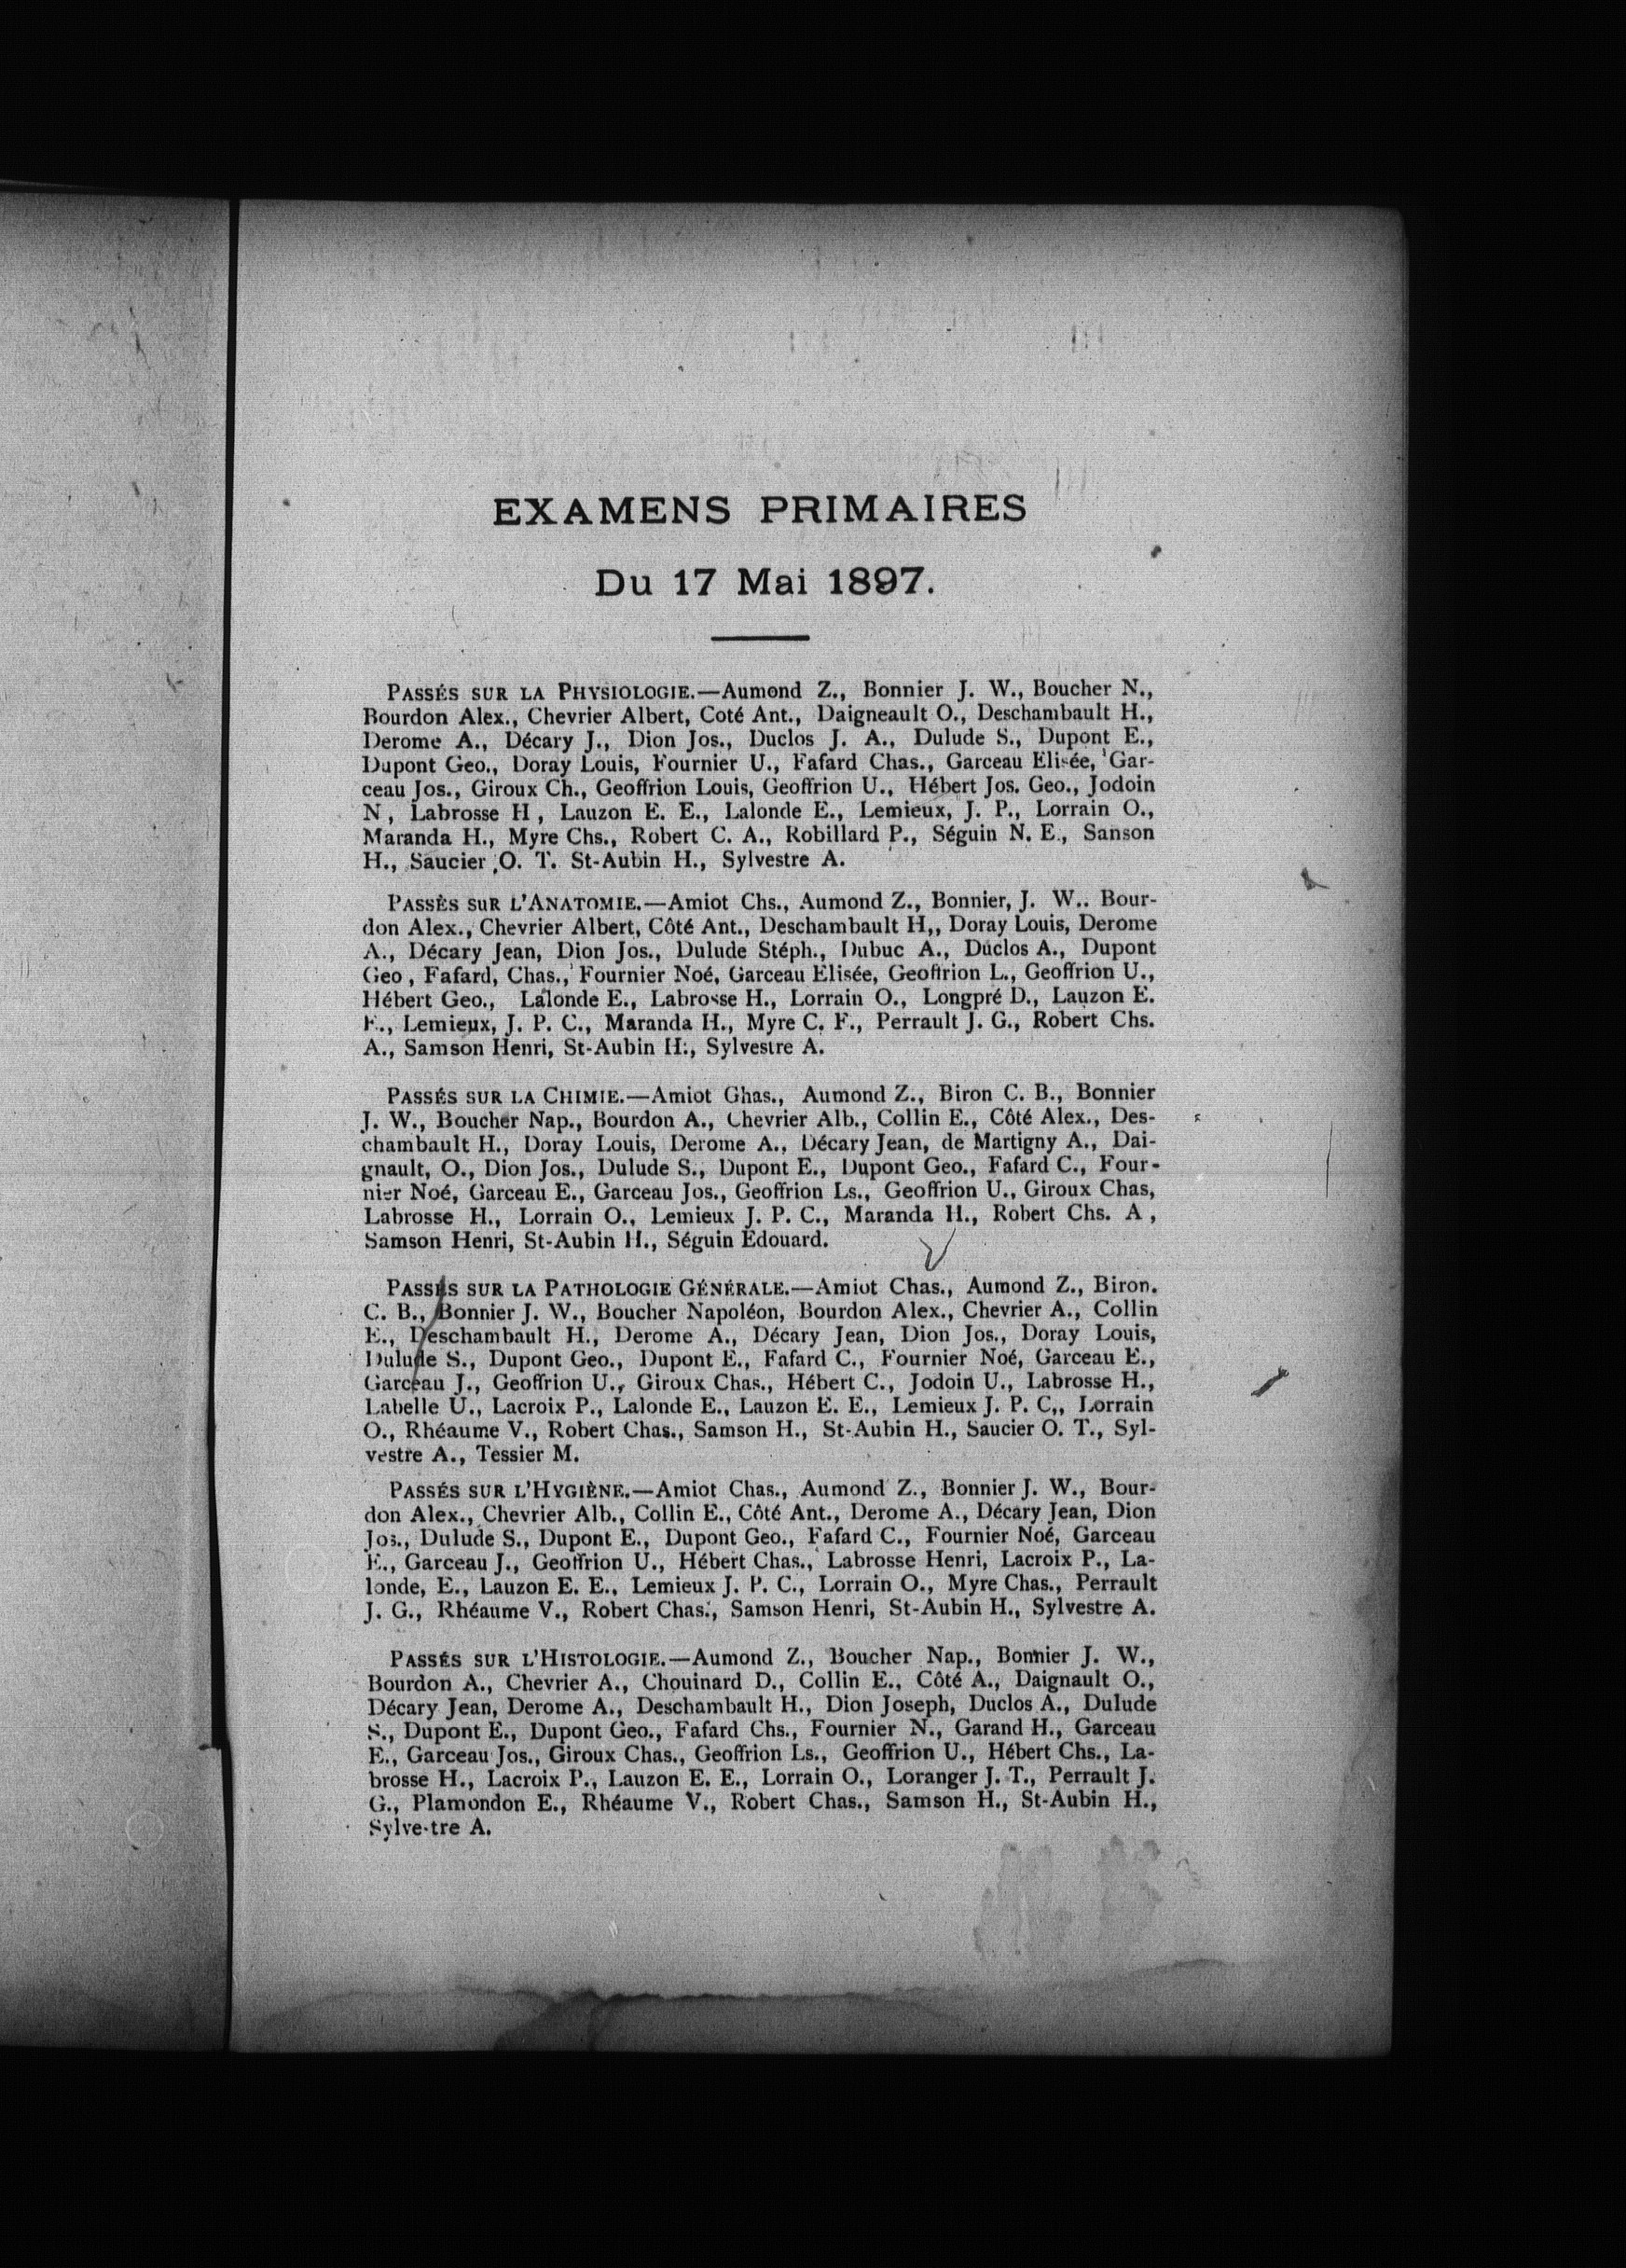 EXAMENS PRIMAIRES
Du 17 Mai 1897.
PASSÉS SUR LA PHYSIOLOGIE.—Aumond Z., Bonnier J. W., Boucher N.,
Bourdon Alex., Chevrier Albert, Coté Ant., Daigneault O., Deschambault H.,
Derome A., Décary J., Dion Jos., Duclos J. A., Dulude S., Dupont E.,
Dupont Geo., Doray Louis, Fournier U., Fafard Chas., Garceau Elisée, Gar-
ceau Jos., Giroux Ch., Geoffrion Louis, Geoffrion U., Hébert Jos. Geo., Jodoin
N, Labrosse H, Lauzon E. E., Lalonde E., Lemieux, J. P., Lorrain O.,
Maranda H., Myre Chs., Robert C. A., Robillard P., Séguin N. E., Sanson
H., Saucier O. T. St-Aubin H., Sylvestre A.
PASSÈS SUR L'ANATOMIE.—Amiot Chs., Aumond Z., Bonnier, J. W.. Bour-
don Alex., Chevrier Albert, Côté Ant., Deschambault H,, Doray Louis, Derome
A., Décary Jean, Dion Jos., Dulude Stéph., Dubuc A., Duclos A., Dupont
Geo, Fafard, Chas., Fournier Noé, Garceau Elisée, Geoffrion L., Geoffrion U.,
Hébert Geo., Lalonde E., Labrosse H., Lorrain O., Longpré D., Lauzon E.
E., Lemieux, J. P. C., Maranda H., Myre C. F., Perrault J. G., Robert Chs.
A., Samson Henri, St-Aubin H:, Sylvestre A.
PASSÉS SUR LA CHIMIE.—Amiot Ghas., Aumond Z., Biron C. B., Bonnier
J. W., Boucher Nap., Bourdon A., Chevrier Alb., Collin E., Côté Alex., Des-
chambault H., Doray Louis, Derome A., Décary Jean, de Martigny A., Dai-
gnault, O., Dion Jos., Dulude S., Dupont E., Dupont Geo., Fafard C., Four-
nier Noé, Garceau E., Garceau Jos., Geoffrion Ls., Geoffrion U., Giroux Chas,
Labrosse H., Lorrain O., Lemieux J. P. C., Maranda H., Robert Chs. A,
Samson Henri, St-Aubin H., Séguin Edouard.
PASSÉS SUR LA PATHOLOGIE GÉNÉRALE.—Amiot Chas., Aumond Z., Biron.
C. B., Bonnier J. W., Boucher Napoléon, Bourdon Alex., Chevrier A., Collin
E., Deschambault H., Derome A., Décary Jean, Dion Jos., Doray Louis,
Dulude S., Dupont Geo., Dupont E., Fafard C., Fournier Noé, Garceau E.,
Garceau J., Geoffrion U., Giroux Chas., Hébert C., Jodoin U., Labrosse H.,
Labelle U., Lacroix P., Lalonde E., Lauzon E. E., Lemieux J. P. C,, Lorrain
O., Rhéaume V., Robert Chas., Samson H., St-Aubin H., Saucier O. T., Syl-
vestre A., Tessier M.
PASSÉS SUR L'HYGIÈNE.—Amiot Chas., Aumond Z., Bonnier J. W., Bour-
don Alex., Chevrier Alb., Collin E., Côté Ant., Derome A., Décary Jean, Dion
Jos., Dulude S., Dupont E., Dupont Geo., Fafard C., Fournier Noé, Garceau
E., Garceau J., Geoffrion U., Hébert Chas., Labrosse Henri, Lacroix P., La-
londe, E., Lauzon E. E., Lemieux J. P. C., Lorrain O., Myre Chas., Perrault
J. G., Rhéaume V., Robert Chas., Samson Henri, St-Aubin H., Sylvestre A.
PASSÉS SUR L'HISTOLOGIE.—Aumond Z., Boucher Nap., Bonnier J. W.,
Bourdon A., Chevrier A., Chouinard D., Collin E., Côté A., Daignault O.,
Décary Jean, Derome A., Deschambault H., Dion Joseph, Duclos A., Dulude
S., Dupont E., Dupont Geo., Fafard Chs., Fournier N., Garand H., Garceau
E., Garceau Jos., Giroux Chas., Geoffrion Ls., Geoffrion U., Hébert Chs., La-
brosse H., Lacroix P., Lauzon E. E., Lorrain O., Loranger J. T., Perrault J.
G., Plamondon E., Rhéaume V., Robert Chas., Samson H., St-Aubin H.,
Sylvestre A.